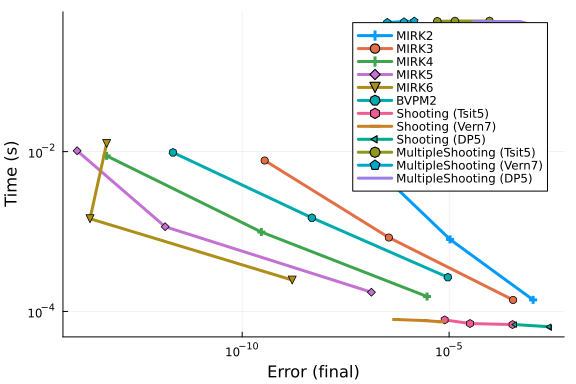 MIRK2
MIRK3
MIRK4
MIRK5
MIRK6
BVPM2
Shooting (Tsit5)
Shooting (Vern7)
Shooting (DP5)
MultipleShooting (Tsit5)
MultipleShooting (Vern7)
MultipleShooting (DP5)
Time (s)
10⁻²
10⁻⁴
10⁻¹⁰
10⁻⁵
Error (final)